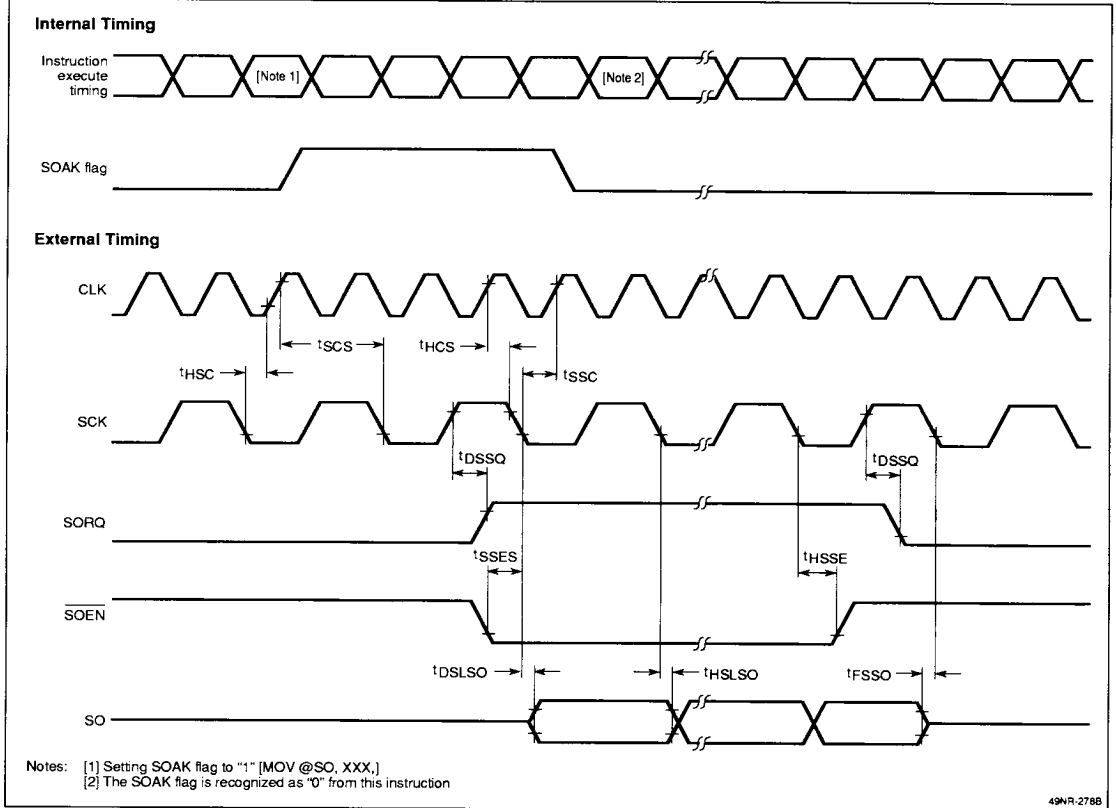 Internal Timing
Instruction
execute
timing
[Note 1]
[Note 2]
SOAK flag
External Timing
CLK
tSCS
tHCS
tHSC
tSSC
SCK
tDSSQ
tDSSQ
SORQ
tSSES
tHSSE
SOEN
tDSLSO
tHSLSO
tFSSO
SO
Notes: [1] Setting SOAK flag to "1" [MOV @SO, XXX,]
[2] The SOAK flag is recognized as "0" from this instruction
49NR-278B